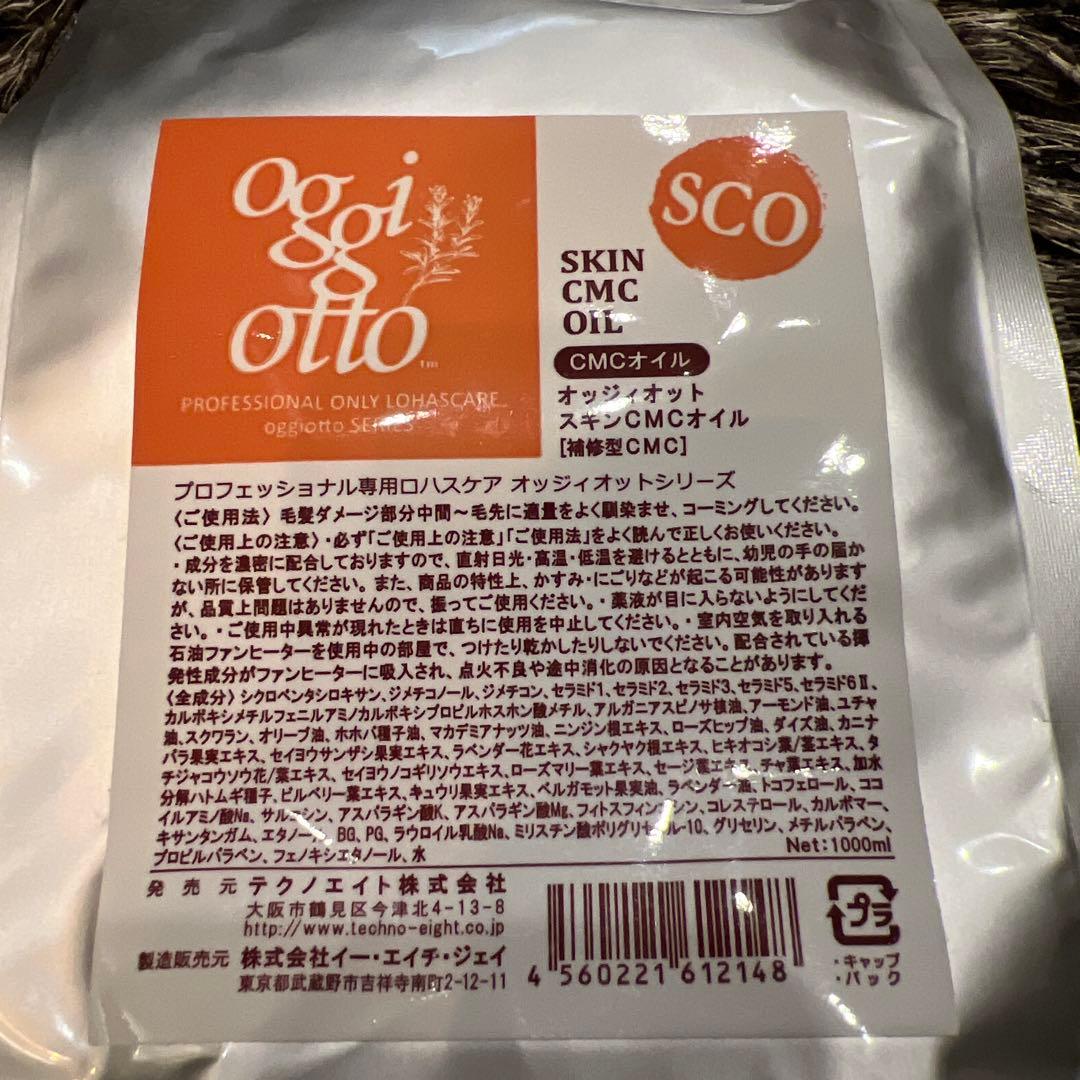 oggi
otto
tm
PROFESSIONAL ONLY LOHASCARE
oggiotto SERIES
SCO
SKIN
CMC
OIL
CMCオイル
オッジィオット
スキンCMCオイル
[補修型CMC]
プロフェッショナル専用ロハスケア オッジィオットシリーズ
〈ご使用法〉毛髪ダメージ部分中間～毛先に適量をよく馴染ませ、コーミングしてください。
〈ご使用上の注意〉・必ず「ご使用上の注意」「ご使用法」をよく読んで正しくお使いください。
・成分を濃密に配合しておりますので、直射日光・高温・低温を避けるとともに、幼児の手の届か
ない所に保管してください。また、商品の特性上、かすみ・にごりなどが起こる可能性があります
が、品質上問題はありませんので、振ってご使用ください。・薬液が目に入らないようにしてくだ
さい。・ご使用中異常が現れたときは直ちに使用を中止してください。・室内空気を取り入れる
石油ファンヒーターを使用中の部屋で、つけたり乾かしたりしないでください。配合されている揮
発性成分がファンヒーターに吸入され、点火不良や途中消化の原因となることがあります。
〈全成分〉シクロペンタシロキサン、ジメチコノール、ジメチコン、セラミド1、セラミド2、セラミド3、セラミド5、セラミド6Ⅱ、
カルボキシメチルフェニルアミノカルボキシプロピルホスホン酸メチル、アルガニアスピノサ核油、アーモンド油、ユチャ
油、スクワラン、オリーブ油、ホホバ種子油、マカデミアナッツ油、ニンジン根エキス、ローズヒップ油、ダイズ油、カニナ
バラ果実エキス、セイヨウサンザシ果実エキス、ラベンダー花エキス、シャクヤク根エキス、ヒキオコシ葉/茎エキス、タ
チジャコウソウ花/葉エキス、セイヨウノコギリソウエキス、ローズマリー葉エキス、セージ葉エキス、チャ葉エキス、加水
分解ハトムギ種子、ビルベリー葉エキス、キュウリ果実エキス、ベルガモット果実油、ラベンダー油、トコフェロール、ココ
イルアミノ酸Na、サルコシン、アスパラギン酸K、アスパラギン酸Mg、フィトスフィンゴシン、コレステロール、カルボマー、
キサンタンガム、エタノール、BG、PG、ラウロイル乳酸Na、ミリスチン酸ポリグリセリル-10、グリセリン、メチルパラベン、
プロピルパラベン、フェノキシエタノール、水
Net:1000ml
発売元 テクノエイト株式会社
大阪市鶴見区今津北4-13-8
http://www.techno-eight.co.jp
製造販売元 株式会社イー・エイチ・ジェイ
東京都武蔵野市吉祥寺南町2-12-11
4 560221 612148
プラ
・キャップ
・パック